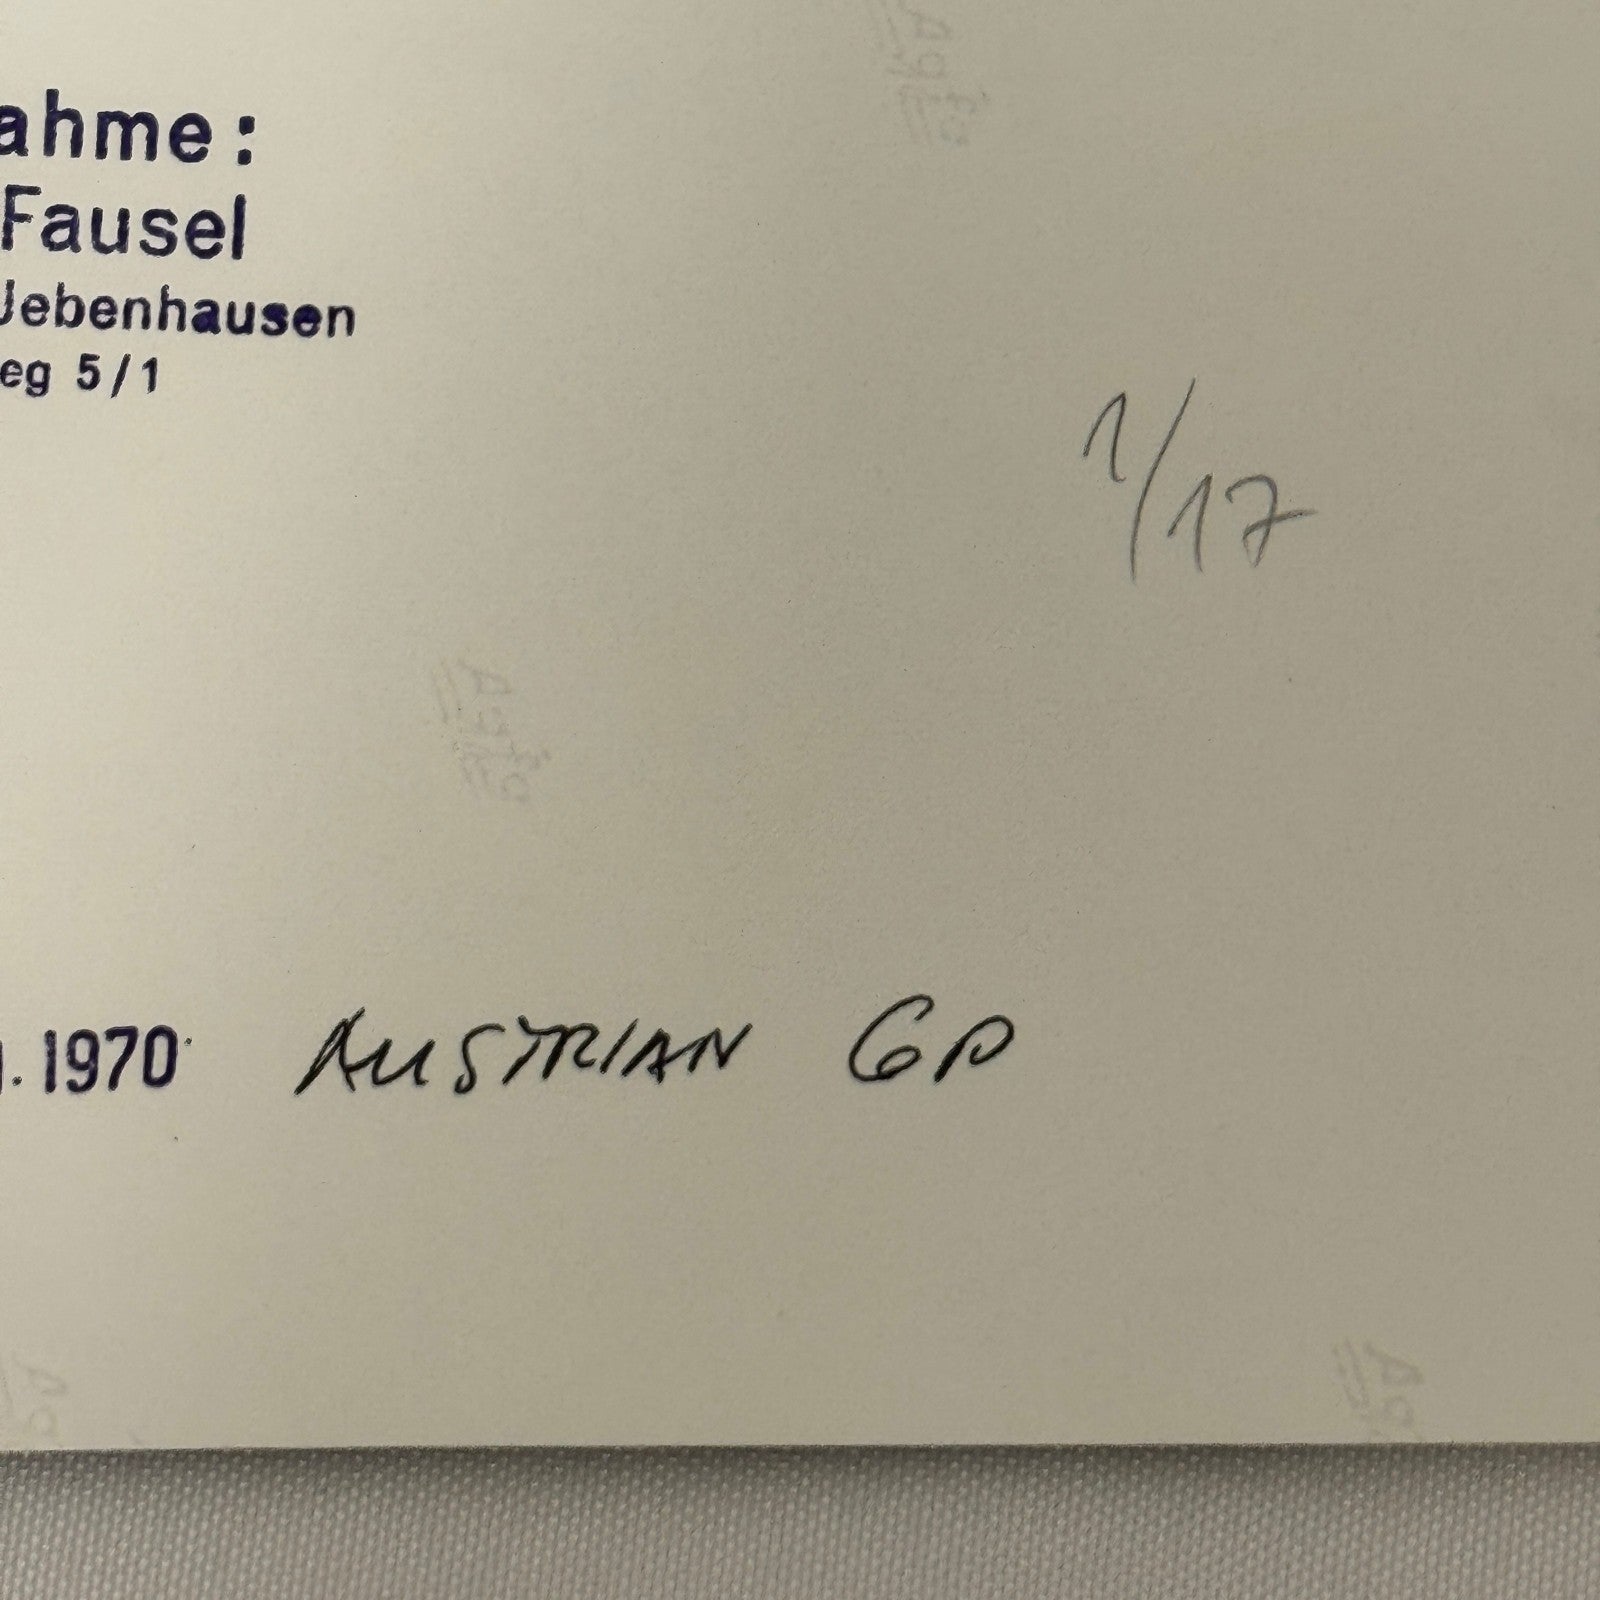 ahme:
Fausel
Jebenhausen
eg 5/1
1/17
. 1970 AUSTRIAN GP